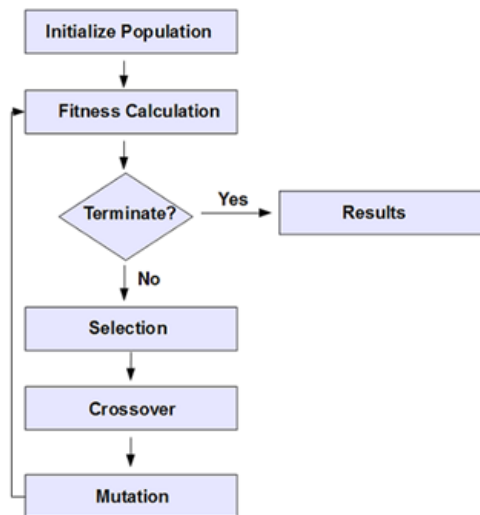 Initialize Population
Fitness Calculation
Terminate?
Yes
Results
No
Selection
Crossover
Mutation